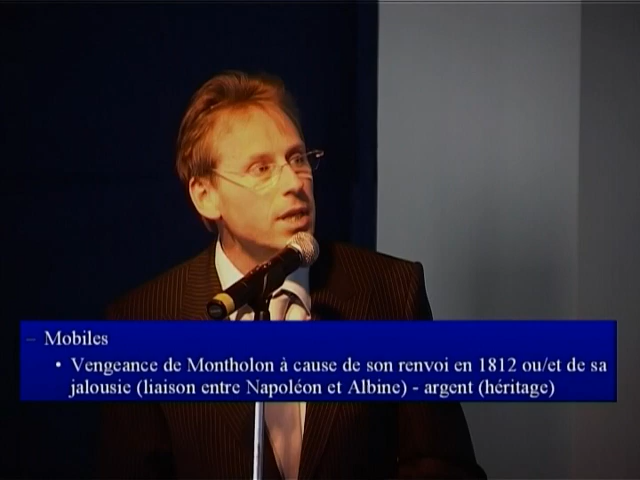 – Mobiles
• Vengeance de Montholon à cause de son renvoi en 1812 ou/et de sa
jalousie (liaison entre Napoléon et Albine) - argent (héritage)